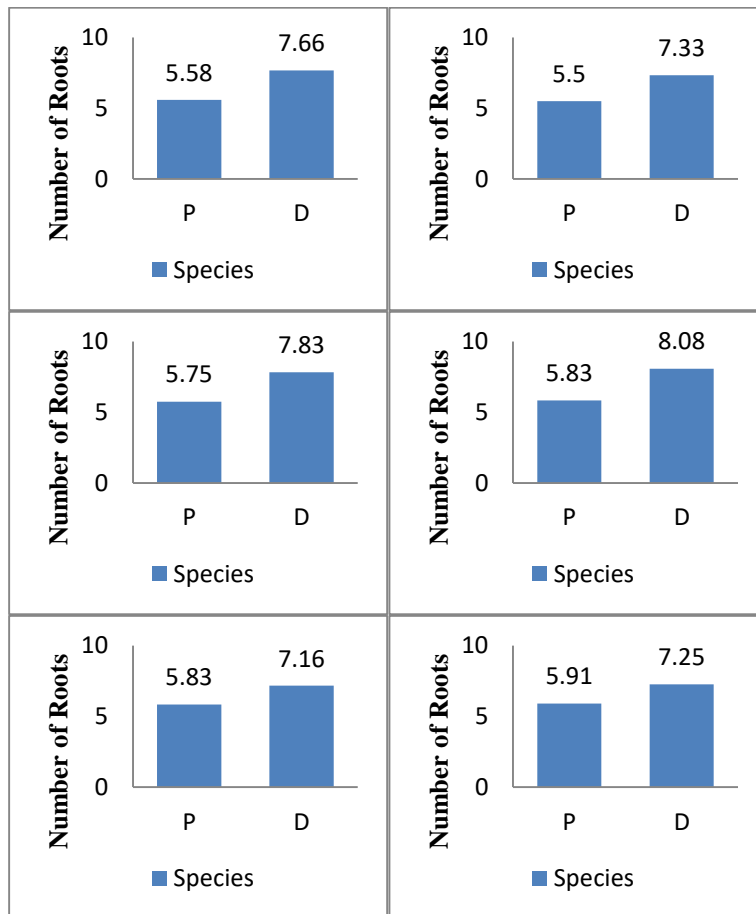 Number of Roots
10
5
0
5.58
7.66
P
D
Species
Number of Roots
10
5
0
5.5
7.33
P
D
Species
Number of Roots
10
5
0
5.75
7.83
P
D
Species
Number of Roots
10
5
0
5.83
8.08
P
D
Species
Number of Roots
10
5
0
5.83
7.16
P
D
Species
Number of Roots
10
5
0
5.91
7.25
P
D
Species